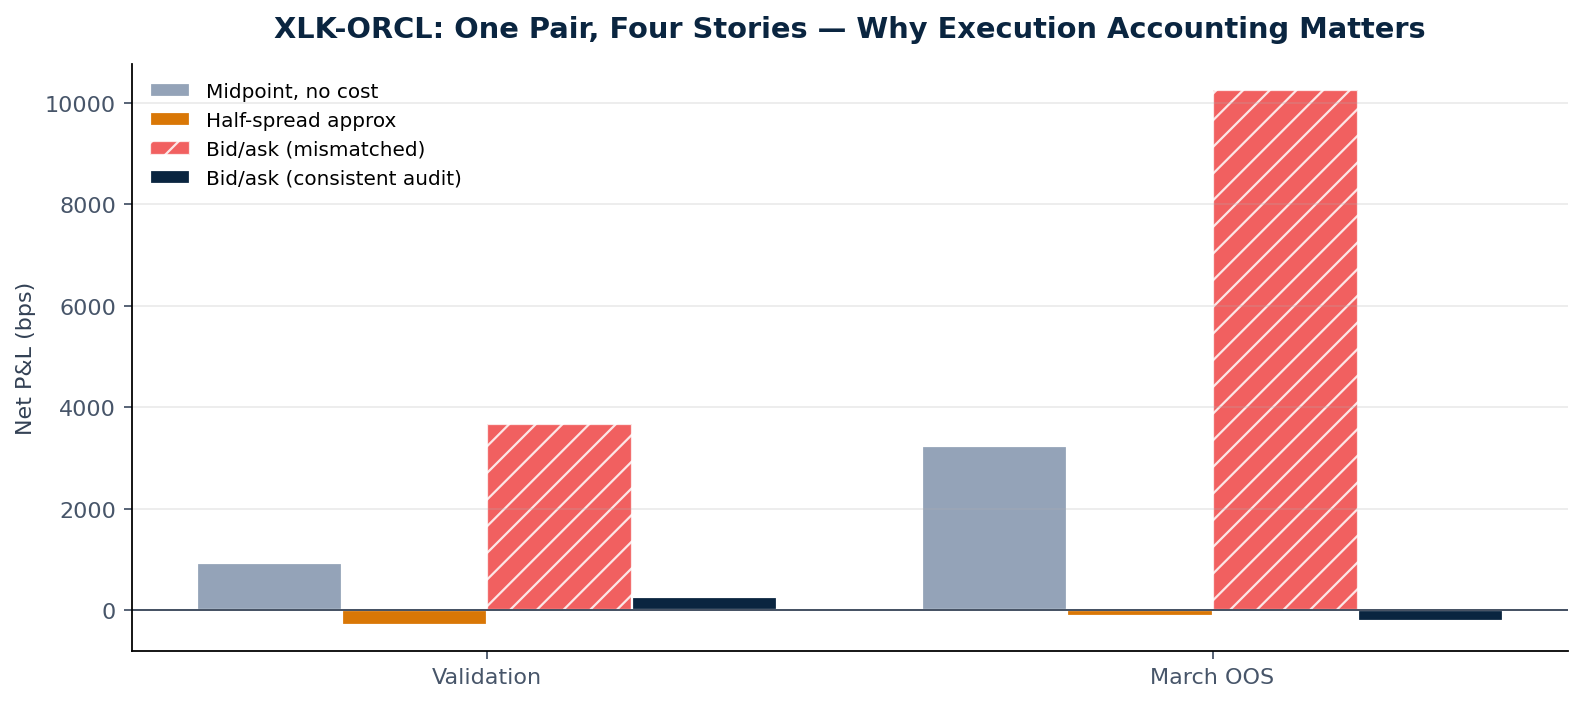 XLK-ORCL: One Pair, Four Stories — Why Execution Accounting Matters
Midpoint, no cost
Half-spread approx
Bid/ask (mismatched)
Bid/ask (consistent audit)
Net P&L (bps)
10000
8000
6000
4000
2000
0
Validation
March OOS